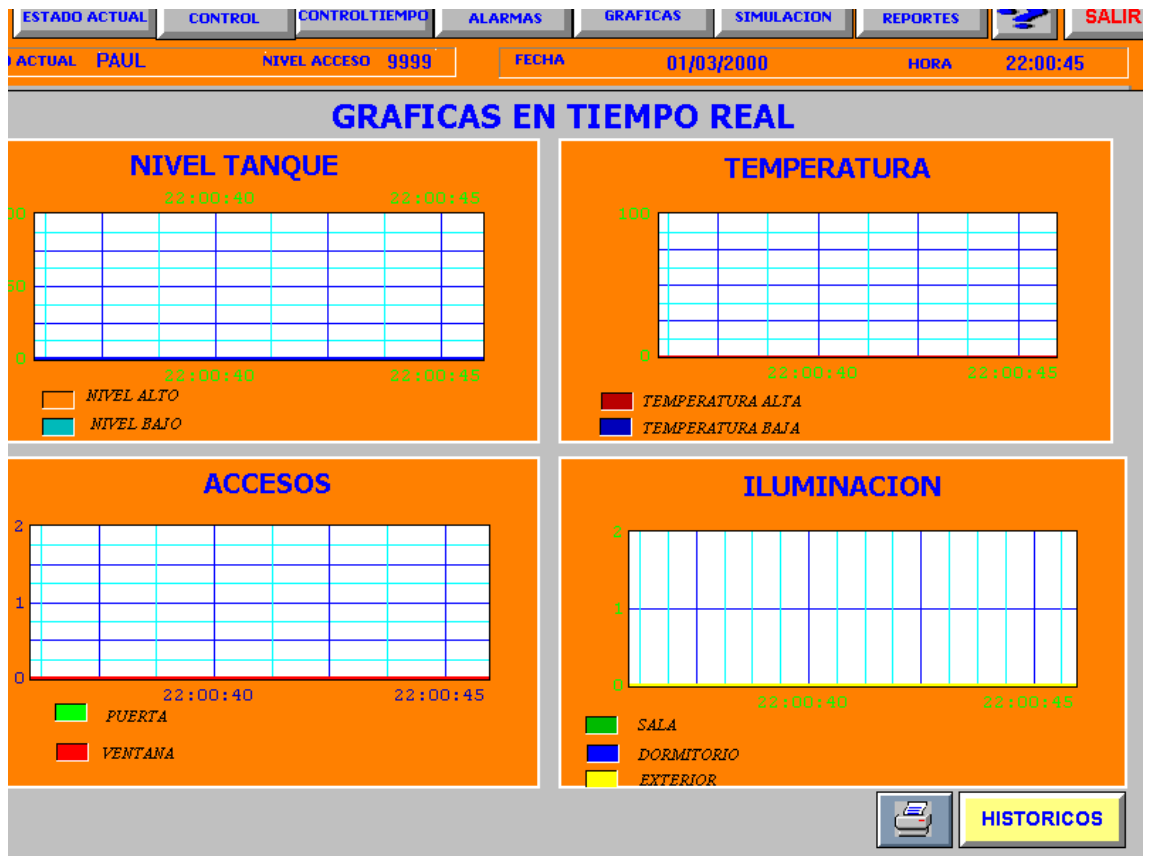 ESTADO ACTUAL CONTROL CONTROLTIEMPO ALARMAS GRAFICAS SIMULACION REPORTES SALIR
ACTUAL PAUL NIVEL ACCESO 9999 FECHA 01/03/2000 HORA 22:00:45
GRAFICAS EN TIEMPO REAL
NIVEL TANQUE
22:00:40 22:00:45
0
22:00:40 22:00:45
NIVEL ALTO
NIVEL BAJO
TEMPERATURA
100
0
22:00:40 22:00:45
TEMPERATURA ALTA
TEMPERATURA BAJA
ACCESOS
2
1
0
22:00:40 22:00:45
PUERTA
VENTANA
ILUMINACION
2
1
0
22:00:40 22:00:45
SALA
DORMITORIO
EXTERIOR
HISTORICOS